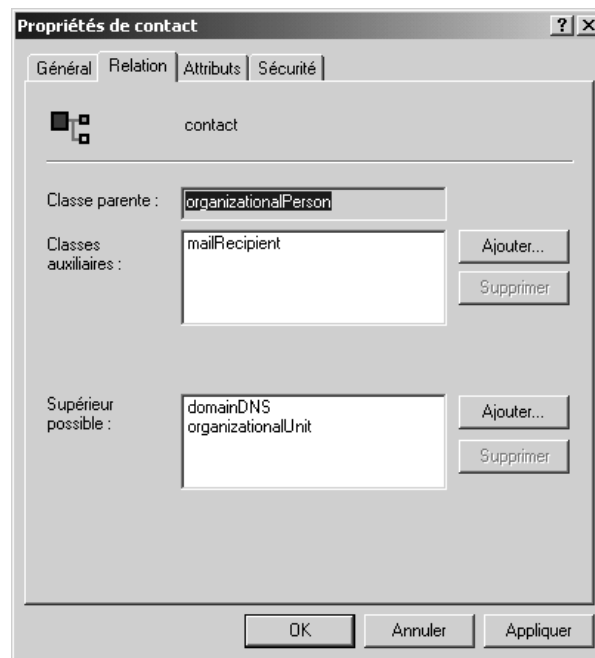 Propriétés de contact
Général Relation Attributs Sécurité
contact
Classe parente : organizationalPerson
Classes auxiliaires :
mailRecipient
Ajouter...
Supprimer
Supérieur possible :
domainDNS
organizationalUnit
Ajouter...
Supprimer
OK Annuler Appliquer